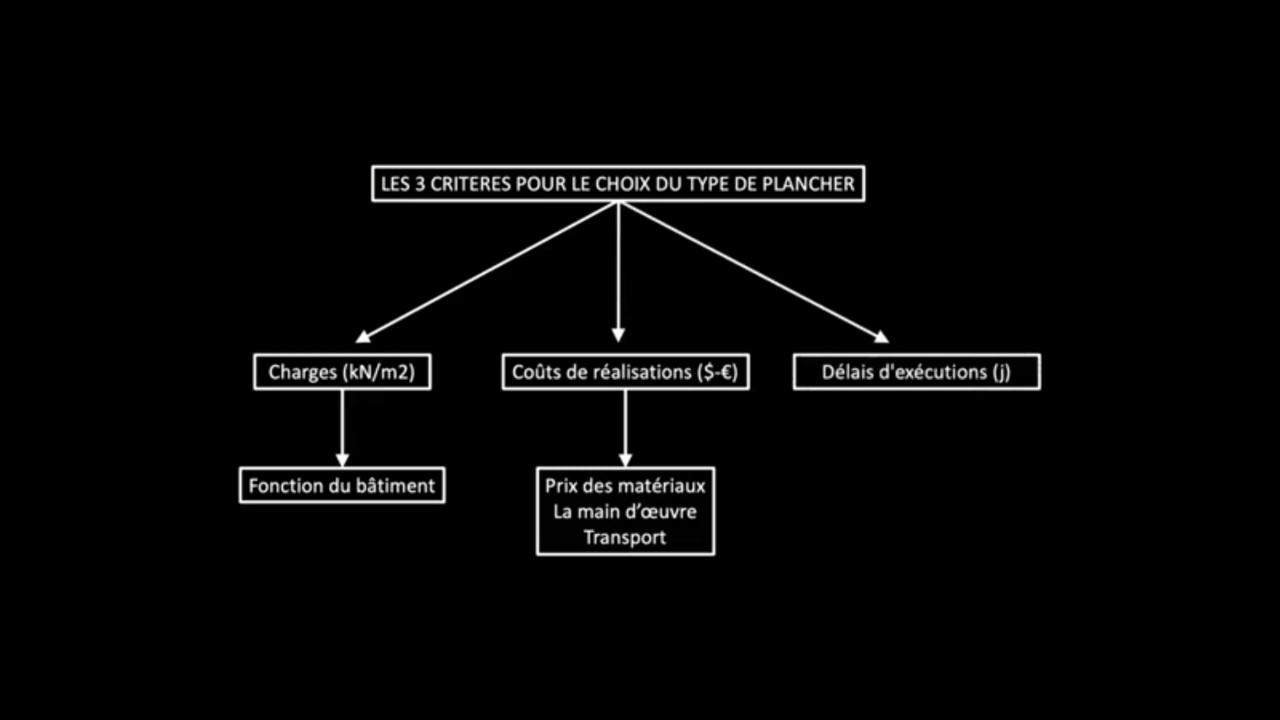 LES 3 CRITERES POUR LE CHOIX DU TYPE DE PLANCHER
Charges (kN/m2)
Coûts de réalisations ($-€)
Délais d'exécutions (j)
Fonction du bâtiment
Prix des matériaux
La main d’œuvre
Transport